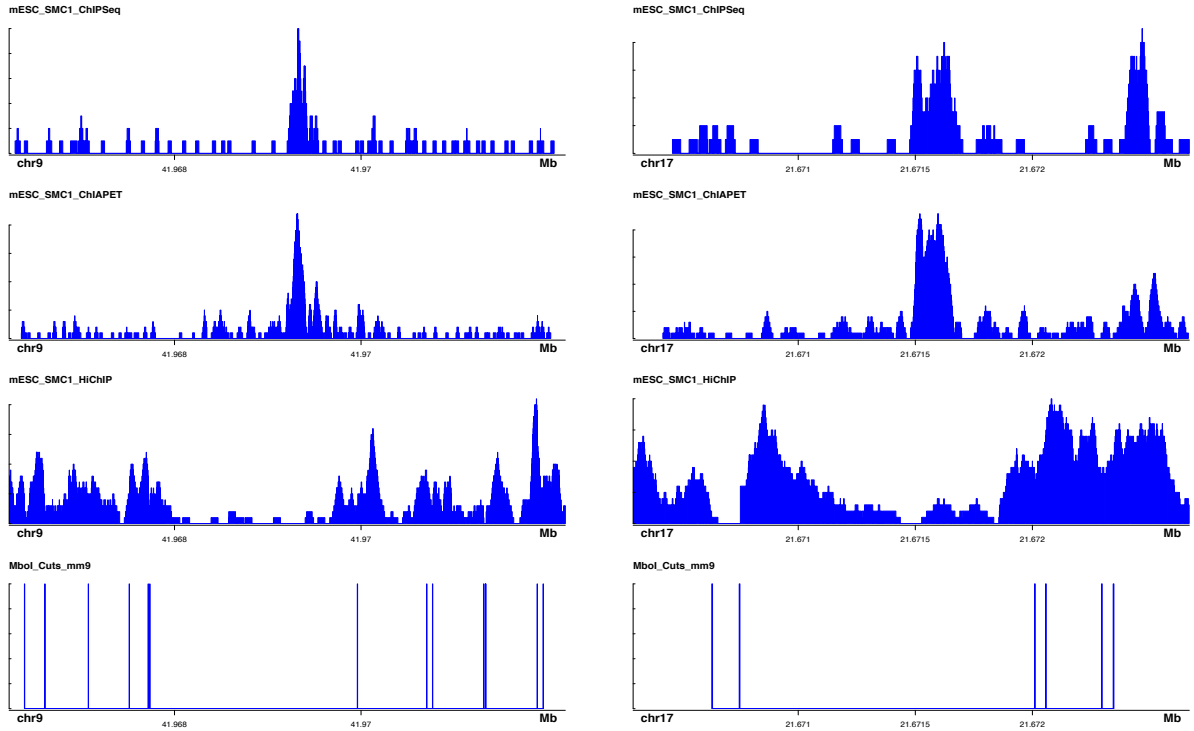 mESC_SMC1_ChIPSeq
chr9 41.968 41.97 Mb
mESC_SMC1_ChIAPET
chr9 41.968 41.97 Mb
mESC_SMC1_HiChIP
chr9 41.968 41.97 Mb
MboI_Cuts_mm9
chr9 41.968 41.97 Mb
mESC_SMC1_ChIPSeq
chr17 21.671 21.6715 21.672 Mb
mESC_SMC1_ChIAPET
chr17 21.671 21.6715 21.672 Mb
mESC_SMC1_HiChIP
chr17 21.671 21.6715 21.672 Mb
MboI_Cuts_mm9
chr17 21.671 21.6715 21.672 Mb